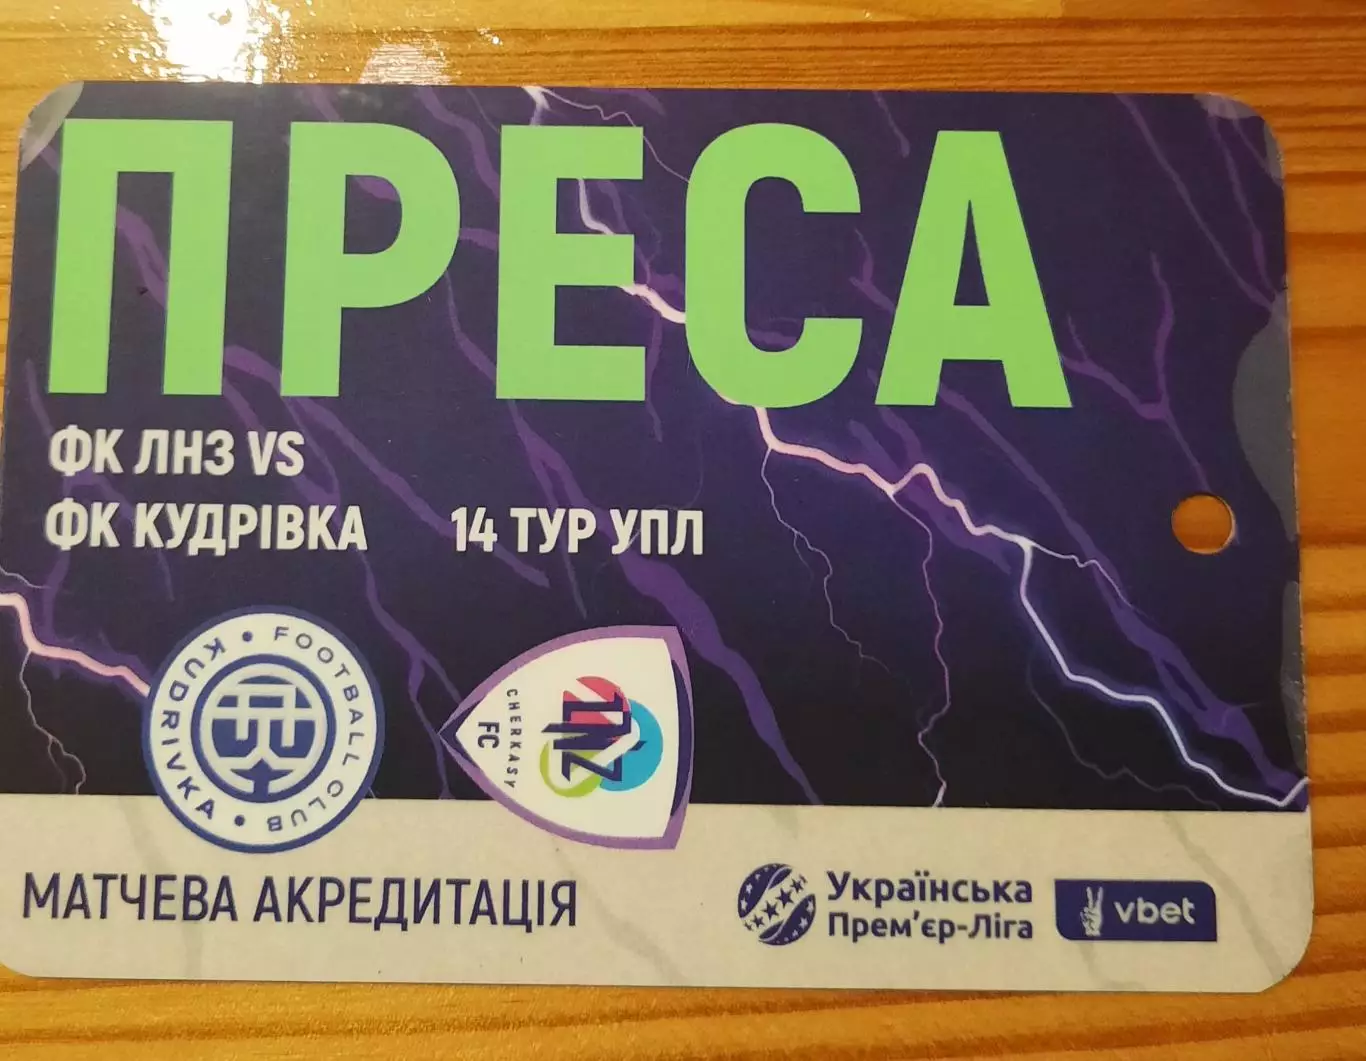 ПРЕСА
ФК ЛНЗ VS
ФК КУДРІВКА 14 ТУР УПЛ
FOOTBALL CLUB
KUDRIVKA
LNZ
CHERKASY
FC
МАТЧЕВА АКРЕДИТАЦІЯ
Українська
Прем’єр-Ліга
vbet